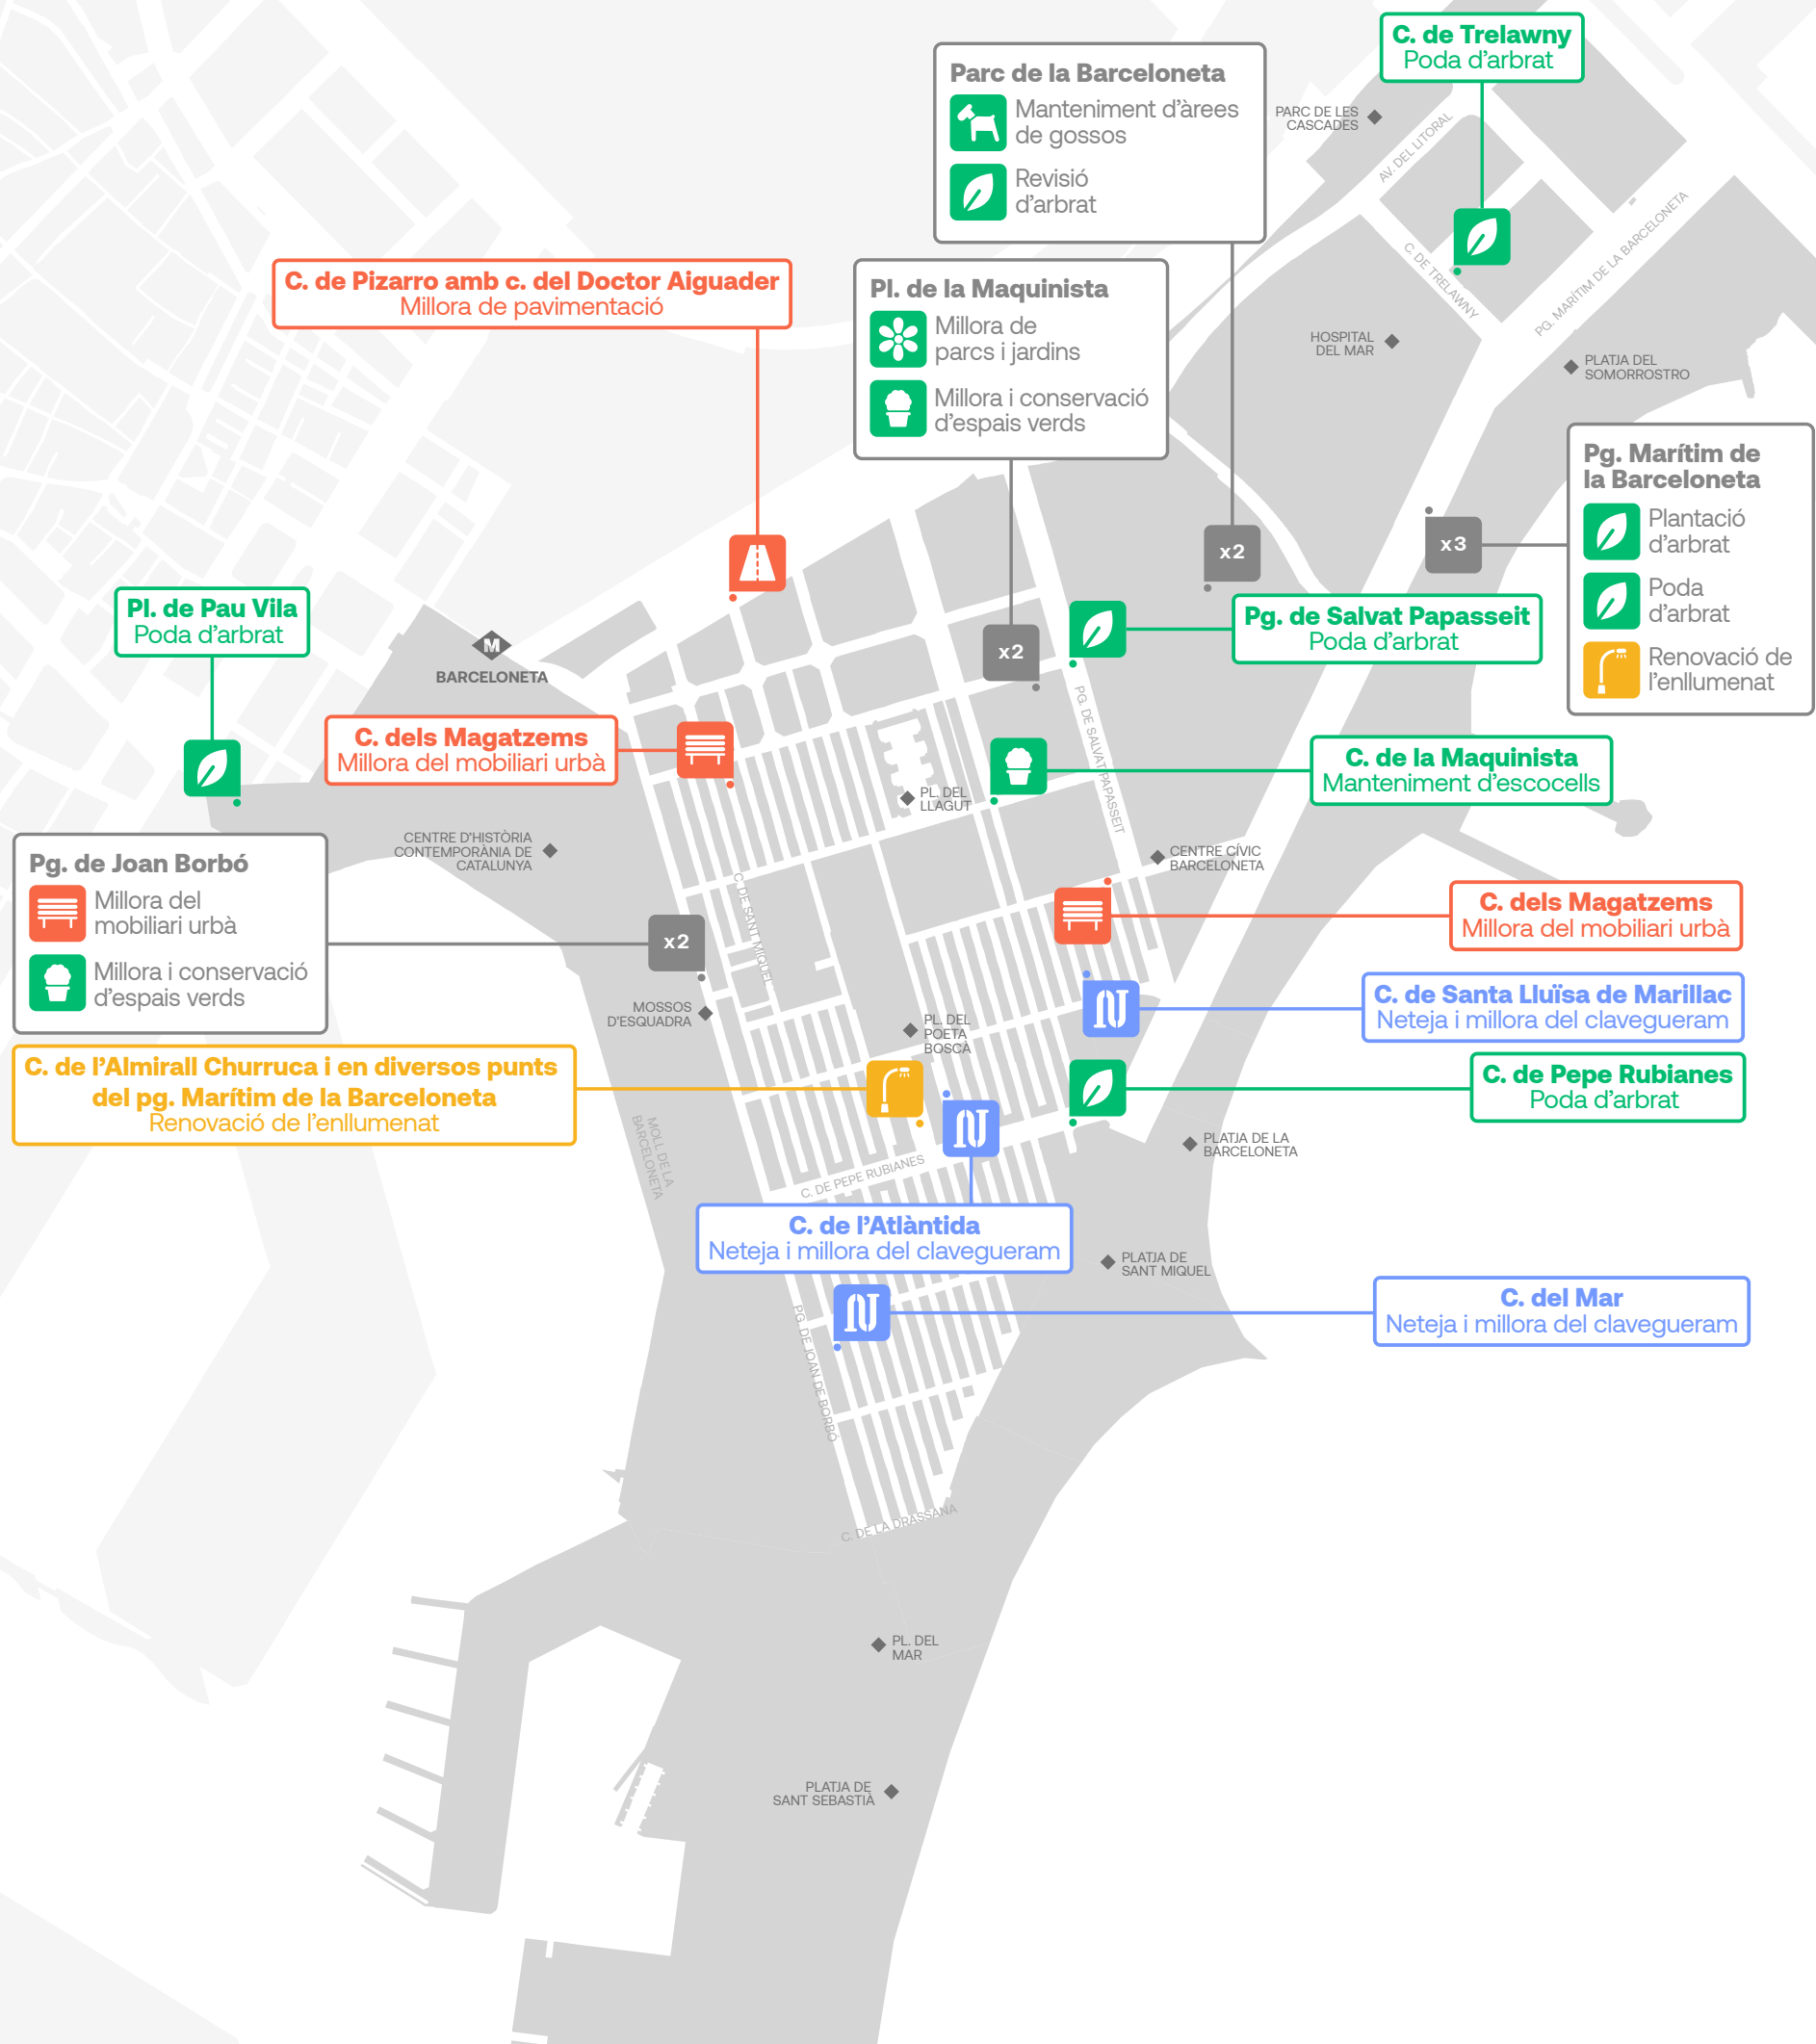 C. de Trelawny
Poda d’arbrat
Parc de la Barceloneta
Manteniment d’àrees
de gossos
Revisió
d’arbrat
PARC DE LES
CASCADES
AV. DEL LITORAL
C. DE TRELAWNY
PG. MARÍTIM DE LA BARCELONETA
C. de Pizarro amb c. del Doctor Aiguader
Millora de pavimentació
Pl. de la Maquinista
Millora de
parcs i jardins
Millora i conservació
d’espais verds
HOSPITAL
DEL MAR
PLATJA DEL
SOMORROSTRO
Pg. Marítim de
la Barceloneta
Plantació
d’arbrat
Poda
d’arbrat
Renovació de
l’enllumenat
x2
x3
Pl. de Pau Vila
Poda d’arbrat
M
BARCELONETA
x2
Pg. de Salvat Papasseit
Poda d’arbrat
PG. DE SALVAT PAPASSEIT
C. dels Magatzems
Millora del mobiliari urbà
C. de la Maquinista
Manteniment d’escocells
PL. DEL
LLAGUT
CENTRE D’HISTÒRIA
CONTEMPORÀNIA DE
CATALUNYA
CENTRE CÍVIC
BARCELONETA
Pg. de Joan Borbó
Millora del
mobiliari urbà
Millora i conservació
d’espais verds
x2
C. DE SANT MIQUEL
C. dels Magatzems
Millora del mobiliari urbà
MOSSOS
D’ESQUADRA
PL. DEL
POETA
BOSCÀ
C. de Santa Lluïsa de Marillac
Neteja i millora del clavegueram
C. de l’Almirall Churruca i en diversos punts
del pg. Marítim de la Barceloneta
Renovació de l’enllumenat
C. de Pepe Rubianes
Poda d’arbrat
MOLL DE LA
BARCELONETA
C. DE PEPE RUBIANES
PLATJA DE LA
BARCELONETA
C. de l’Atlàntida
Neteja i millora del clavegueram
PLATJA DE
SANT MIQUEL
C. del Mar
Neteja i millora del clavegueram
PG. DE JOAN DE BORBÓ
C. DE LA DRASSANA
PL. DEL
MAR
PLATJA DE
SANT SEBASTIÀ